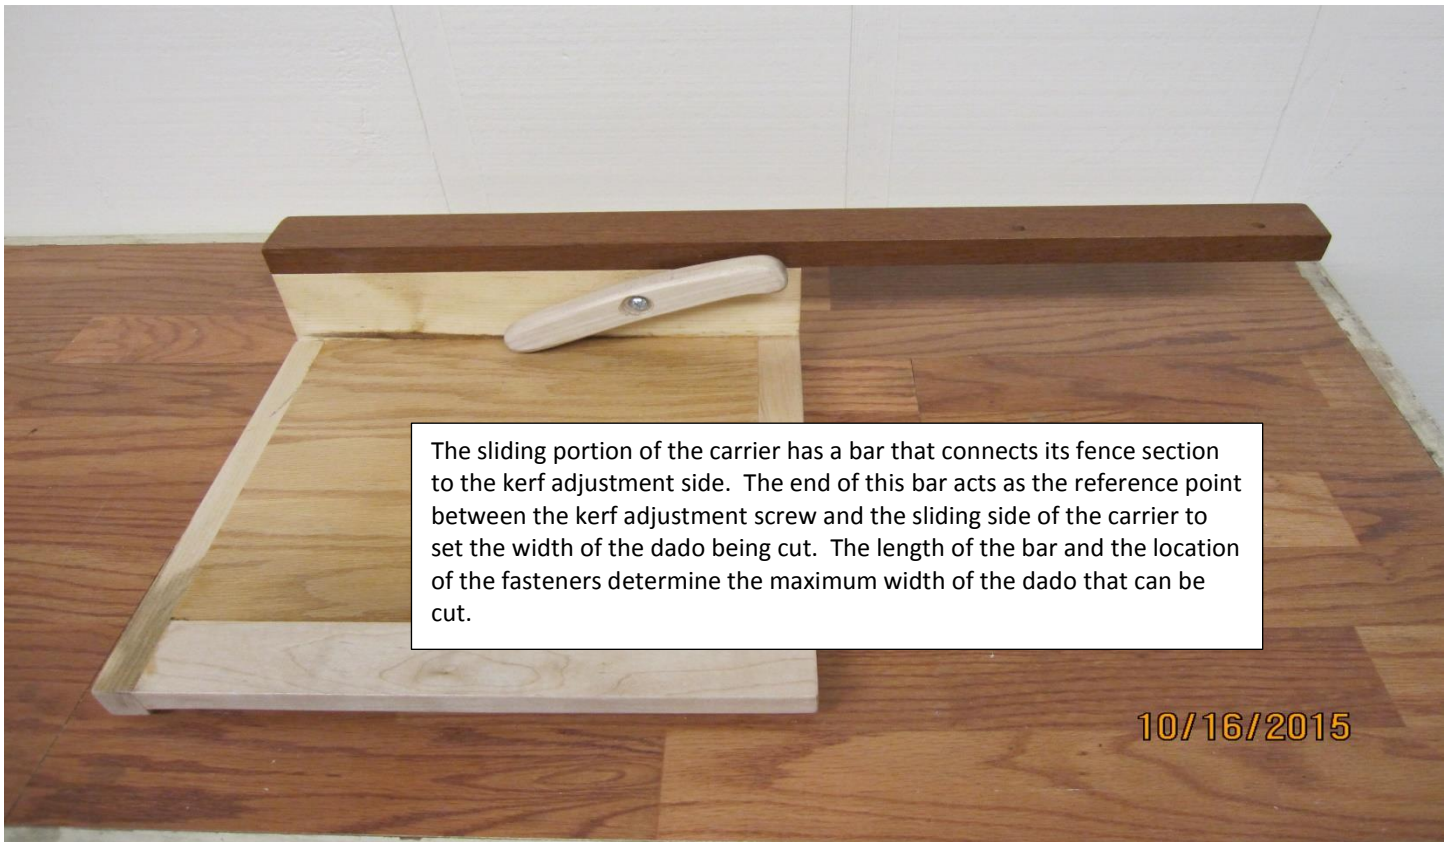 The sliding portion of the carrier has a bar that connects its fence section
to the kerf adjustment side.  The end of this bar acts as the reference point
between the kerf adjustment screw and the sliding side of the carrier to
set the width of the dado being cut.  The length of the bar and the location
of the fasteners determine the maximum width of the dado that can be
cut.
10/16/2015